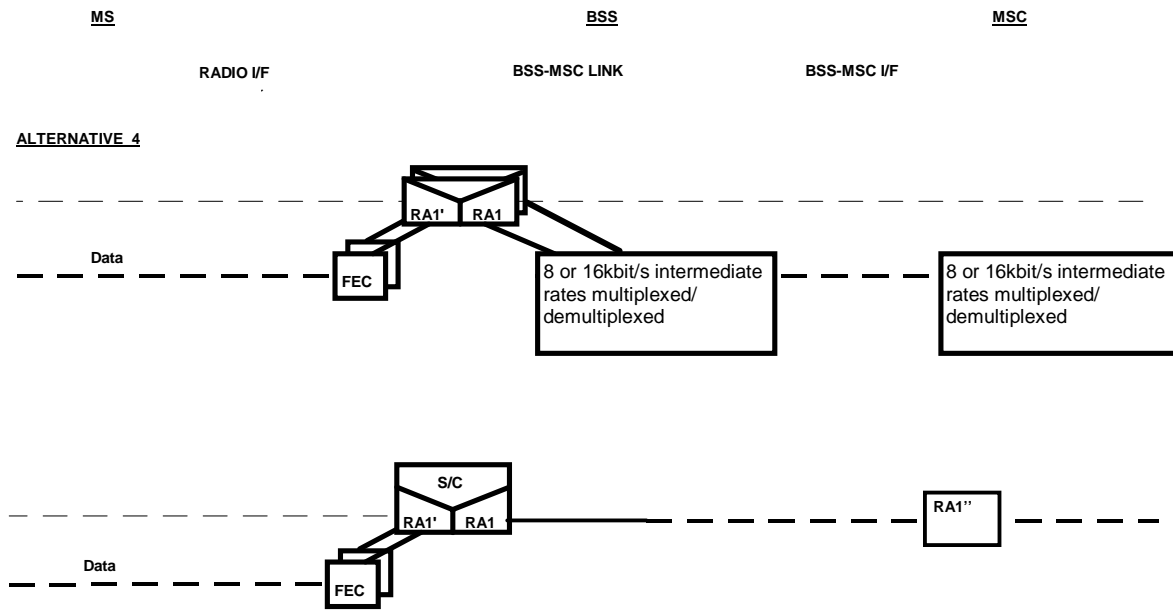 MS BSS MSC
RADIO I/F BSS-MSC LINK BSS-MSC I/F
ALTERNATIVE 4
RA1' RA1
Data
FEC
8 or 16kbit/s intermediate
rates multiplexed/
demultiplexed
8 or 16kbit/s intermediate
rates multiplexed/
demultiplexed
S/C
RA1' RA1
RA1’’
Data
FEC